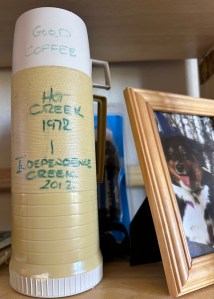 GOOD
COFFEE
HOT
CREEK
1972
|
INDEPENDENCE
CREEK
2012